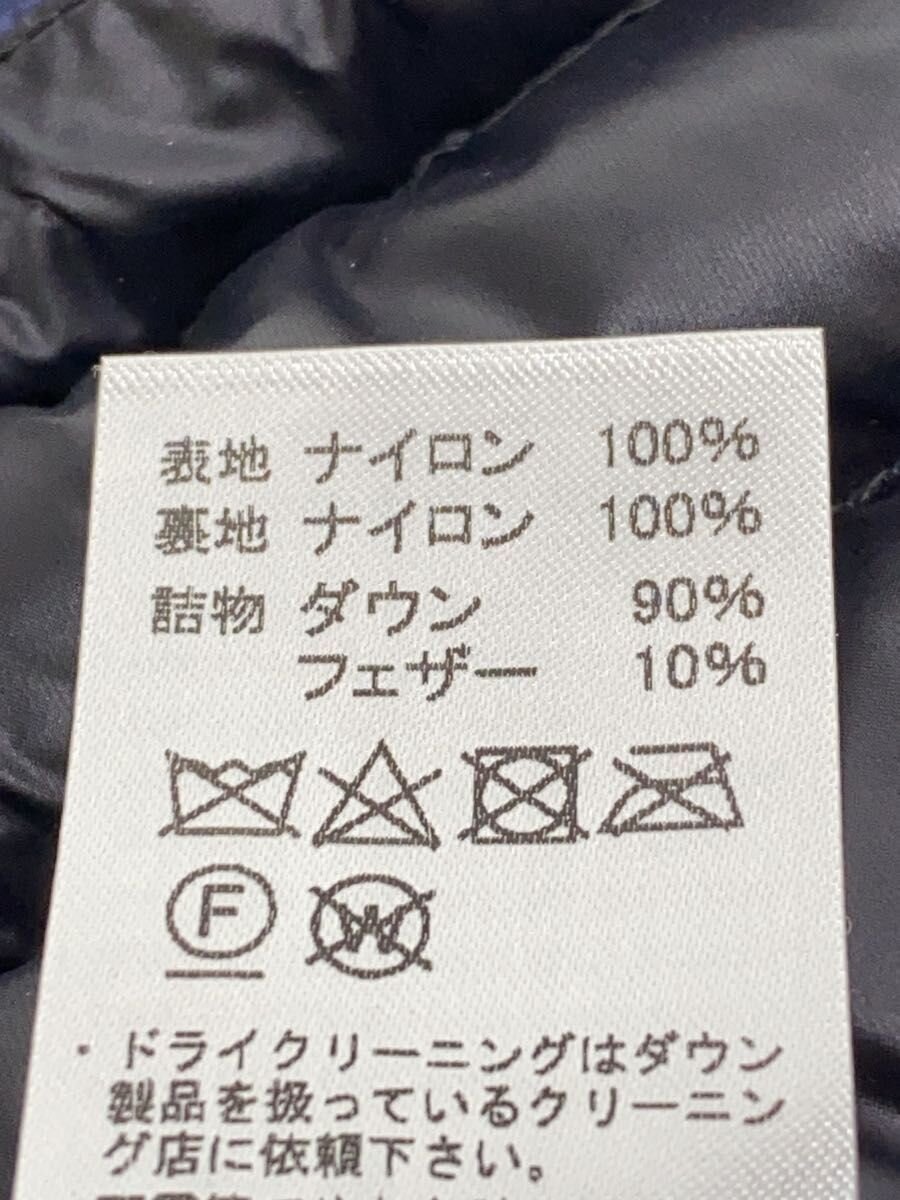 表地 ナイロン 100%
裏地 ナイロン 100%
詰物 ダウン 90%
フェザー 10%
F W
・ドライクリーニングはダウン
製品を扱っているクリーニン
グ店に依頼下さい。